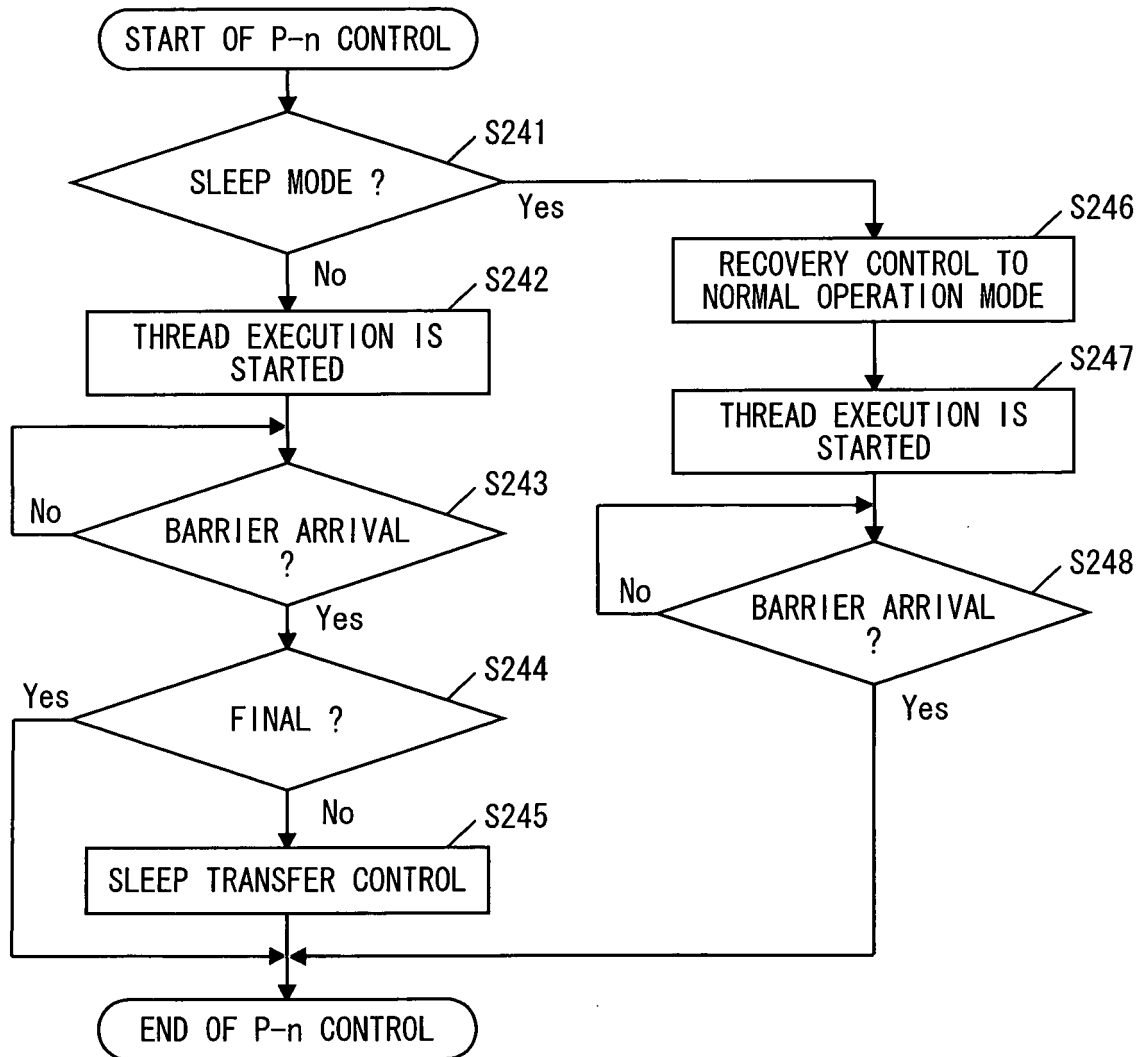 START OF P-n CONTROL
S241
SLEEP MODE ?
Yes
No
S242
THREAD EXECUTION IS
STARTED
S243
No
BARRIER ARRIVAL
?
Yes
S244
Yes
FINAL ?
No
S245
SLEEP TRANSFER CONTROL
S246
RECOVERY CONTROL TO
NORMAL OPERATION MODE
S247
THREAD EXECUTION IS
STARTED
S248
No
BARRIER ARRIVAL
?
Yes
END OF P-n CONTROL